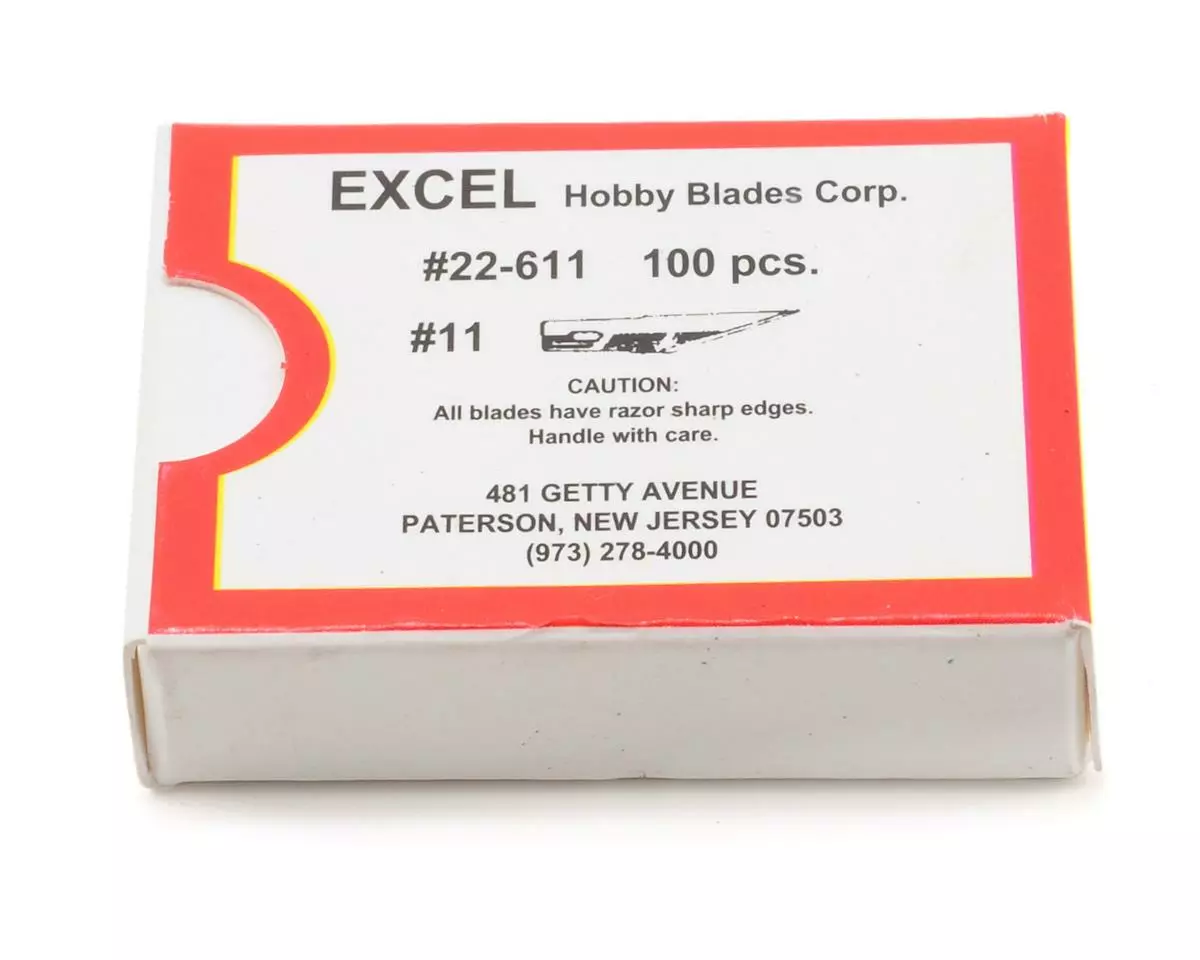 EXCEL Hobby Blades Corp.
#22-611 100 pcs.
#11
CAUTION:
All blades have razor sharp edges.
Handle with care.
481 GETTY AVENUE
PATERSON, NEW JERSEY 07503
(973) 278-4000